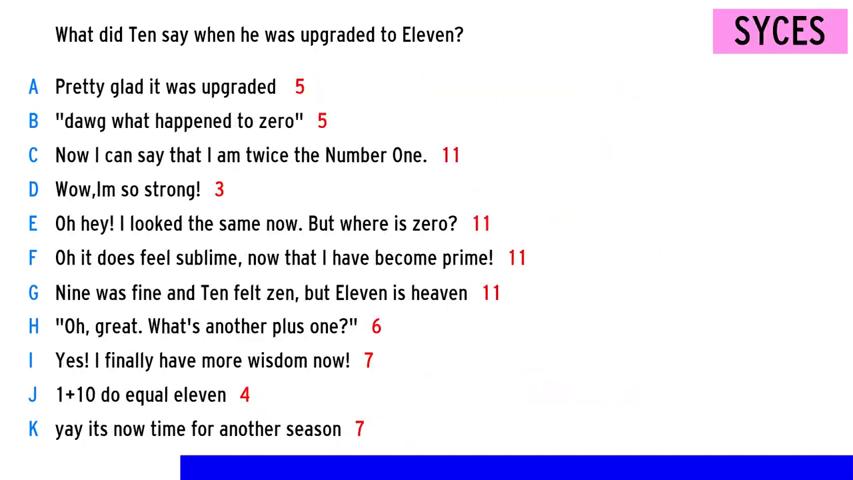 What did Ten say when he was upgraded to Eleven?
SYCES
A Pretty glad it was upgraded 5
B "dawg what happened to zero" 5
C Now I can say that I am twice the Number One. 11
D Wow,Im so strong! 3
E Oh hey! I looked the same now. But where is zero? 11
F Oh it does feel sublime, now that I have become prime! 11
G Nine was fine and Ten felt zen, but Eleven is heaven 11
H "Oh, great. What's another plus one?" 6
I Yes! I finally have more wisdom now! 7
J 1+10 do equal eleven 4
K yay its now time for another season 7